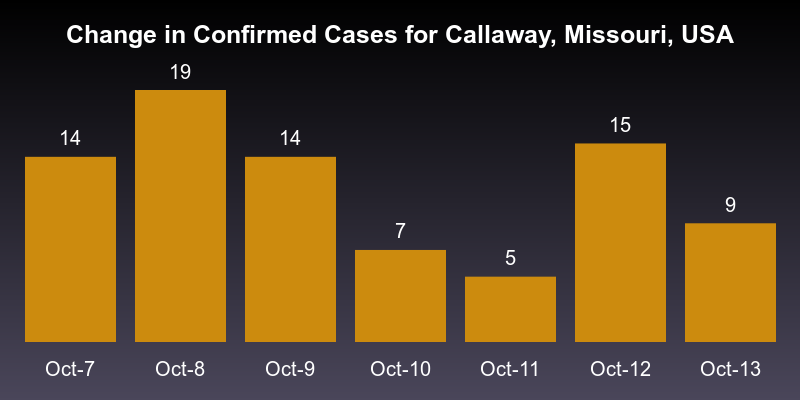 Change in Confirmed Cases for Callaway, Missouri, USA
14
19
14
7
5
15
9
Oct-7
Oct-8
Oct-9
Oct-10
Oct-11
Oct-12
Oct-13